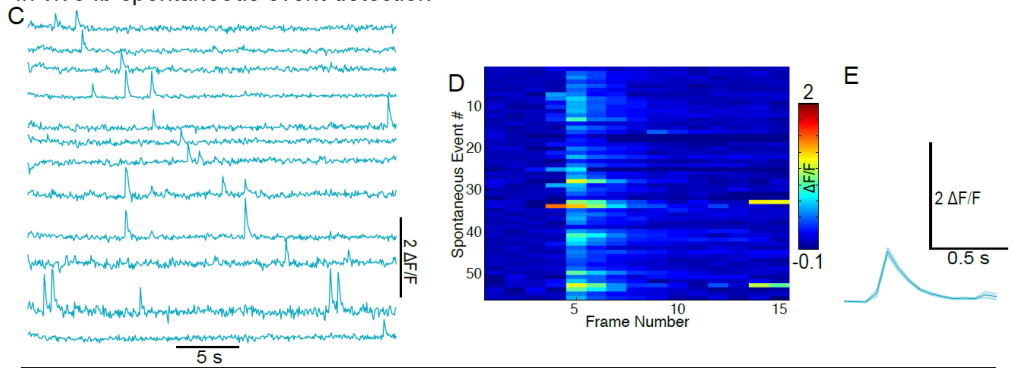 C
2 ΔF/F
5 s
D
Spontaneous Event #
10
20
30
40
50
5
10
15
Frame Number
2
ΔF/F
-0.1
E
2 ΔF/F
0.5 s